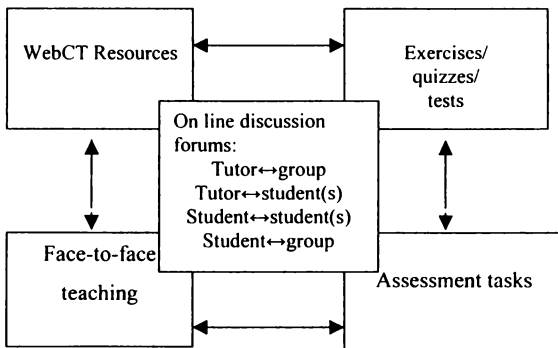 WebCT Resources
Exercises/
quizzes/
tests
On line discussion
forums:
Tutor↔group
Tutor↔student(s)
Student↔student(s)
Student↔group
Face-to-face
teaching
Assessment tasks